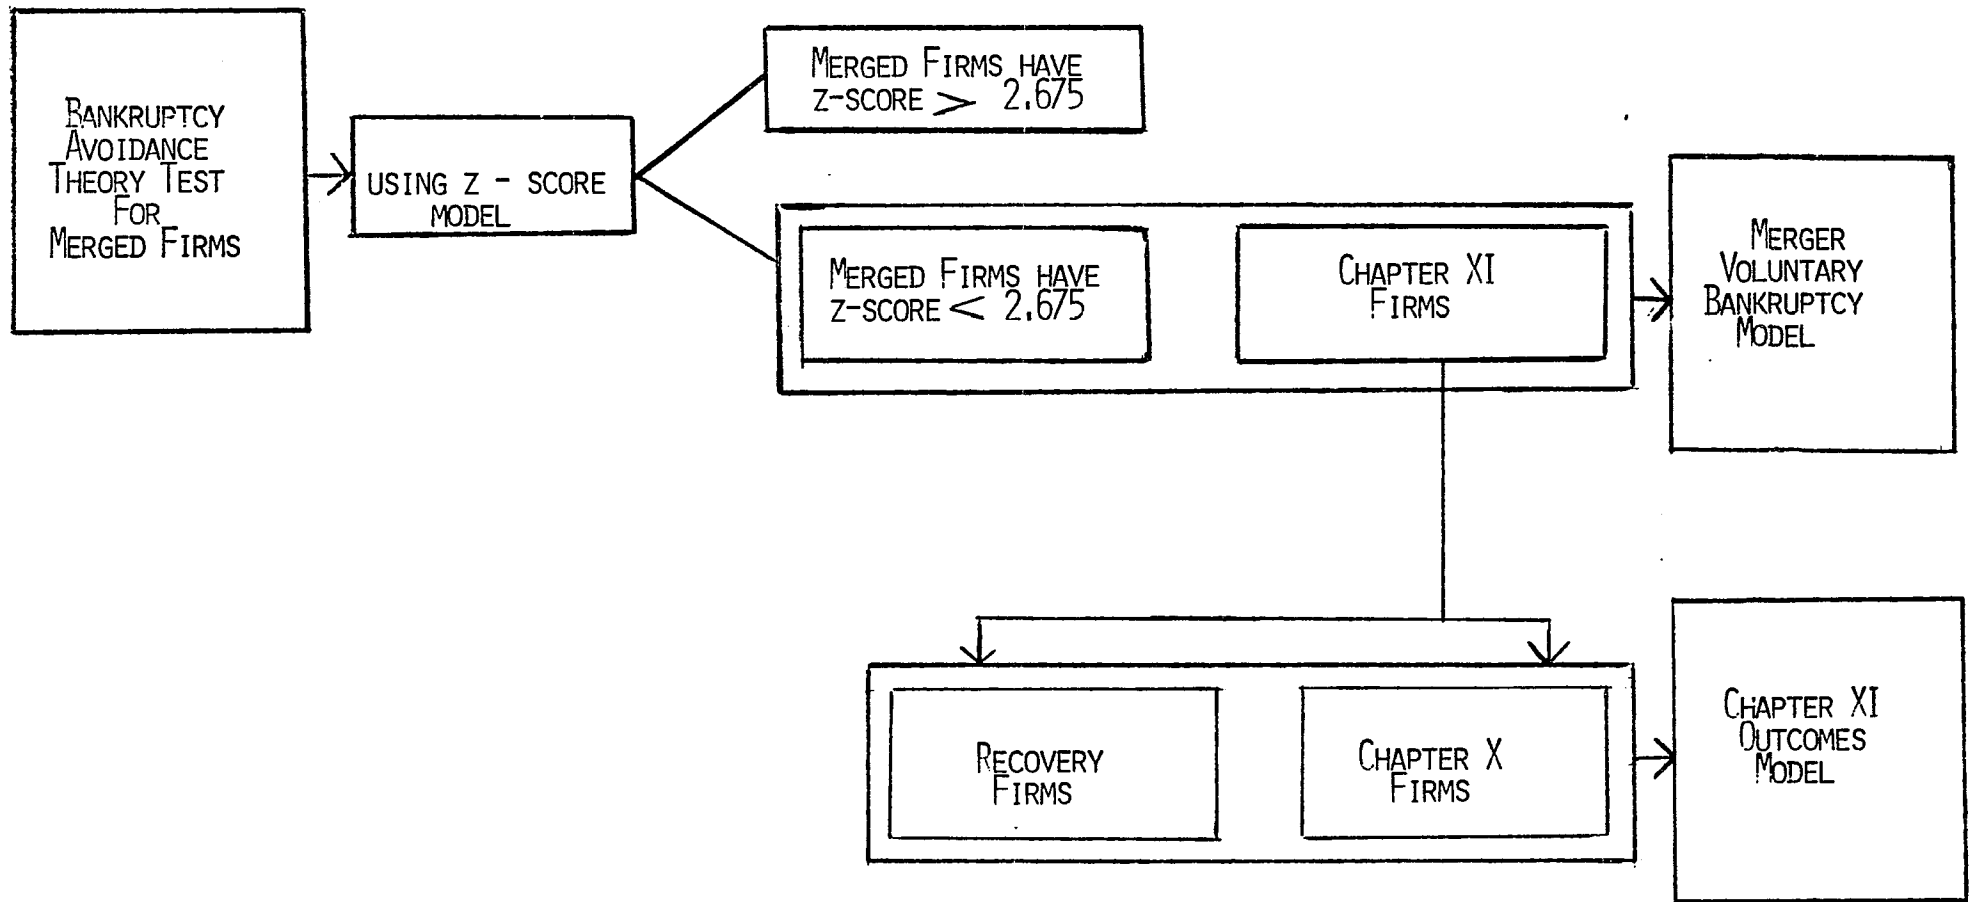 BANKRUPTCY
AVOIDANCE
THEORY TEST
FOR
MERGED FIRMS
USING Z - SCORE
MODEL
MERGED FIRMS HAVE
Z-SCORE > 2.675
MERGED FIRMS HAVE
Z-SCORE < 2.675
CHAPTER XI
FIRMS
MERGER
VOLUNTARY
BANKRUPTCY
MODEL
RECOVERY
FIRMS
CHAPTER X
FIRMS
CHAPTER XI
OUTCOMES
MODEL